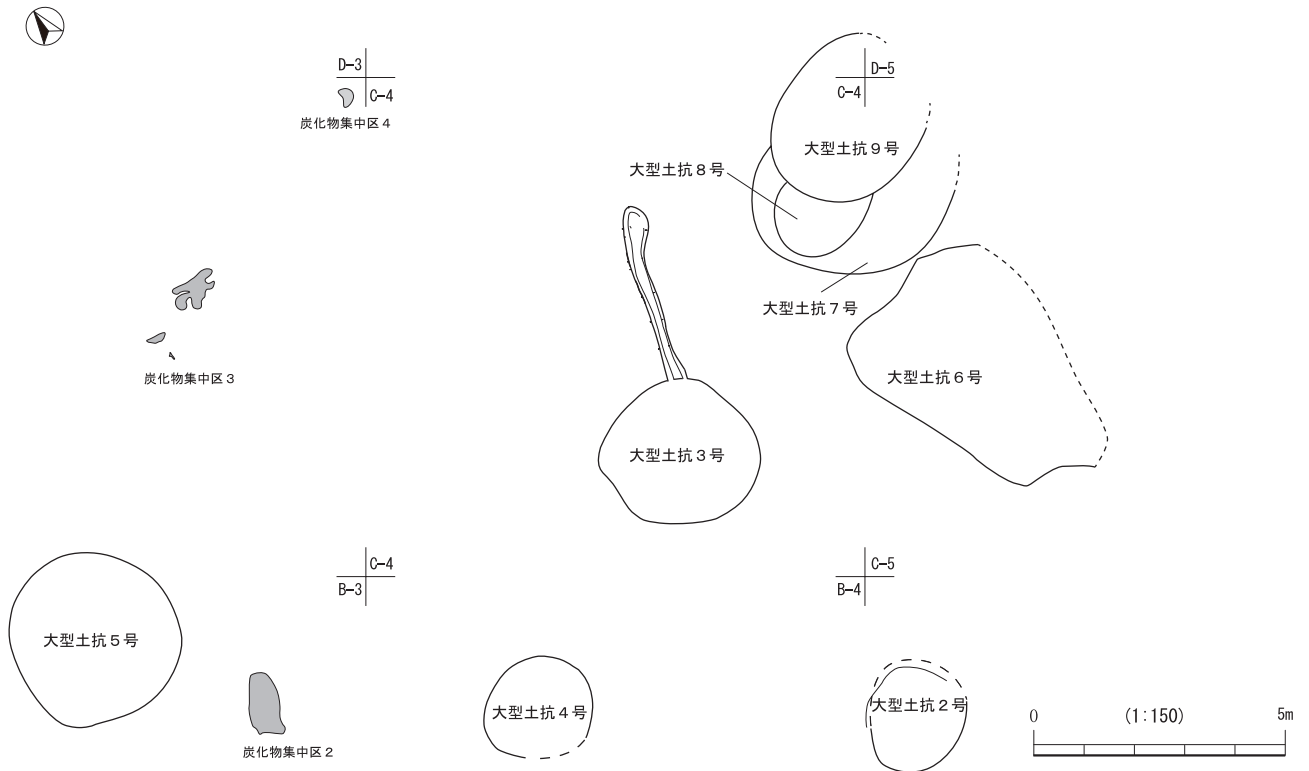 D-3
C-4
炭化物集中区４
D-5
C-4
大型土抗９号
大型土抗８号
大型土抗７号
炭化物集中区３
大型土抗６号
大型土抗３号
C-4
B-3
C-5
B-4
大型土抗５号
大型土抗４号
大型土抗２号
炭化物集中区２
0 (1:150) 5m